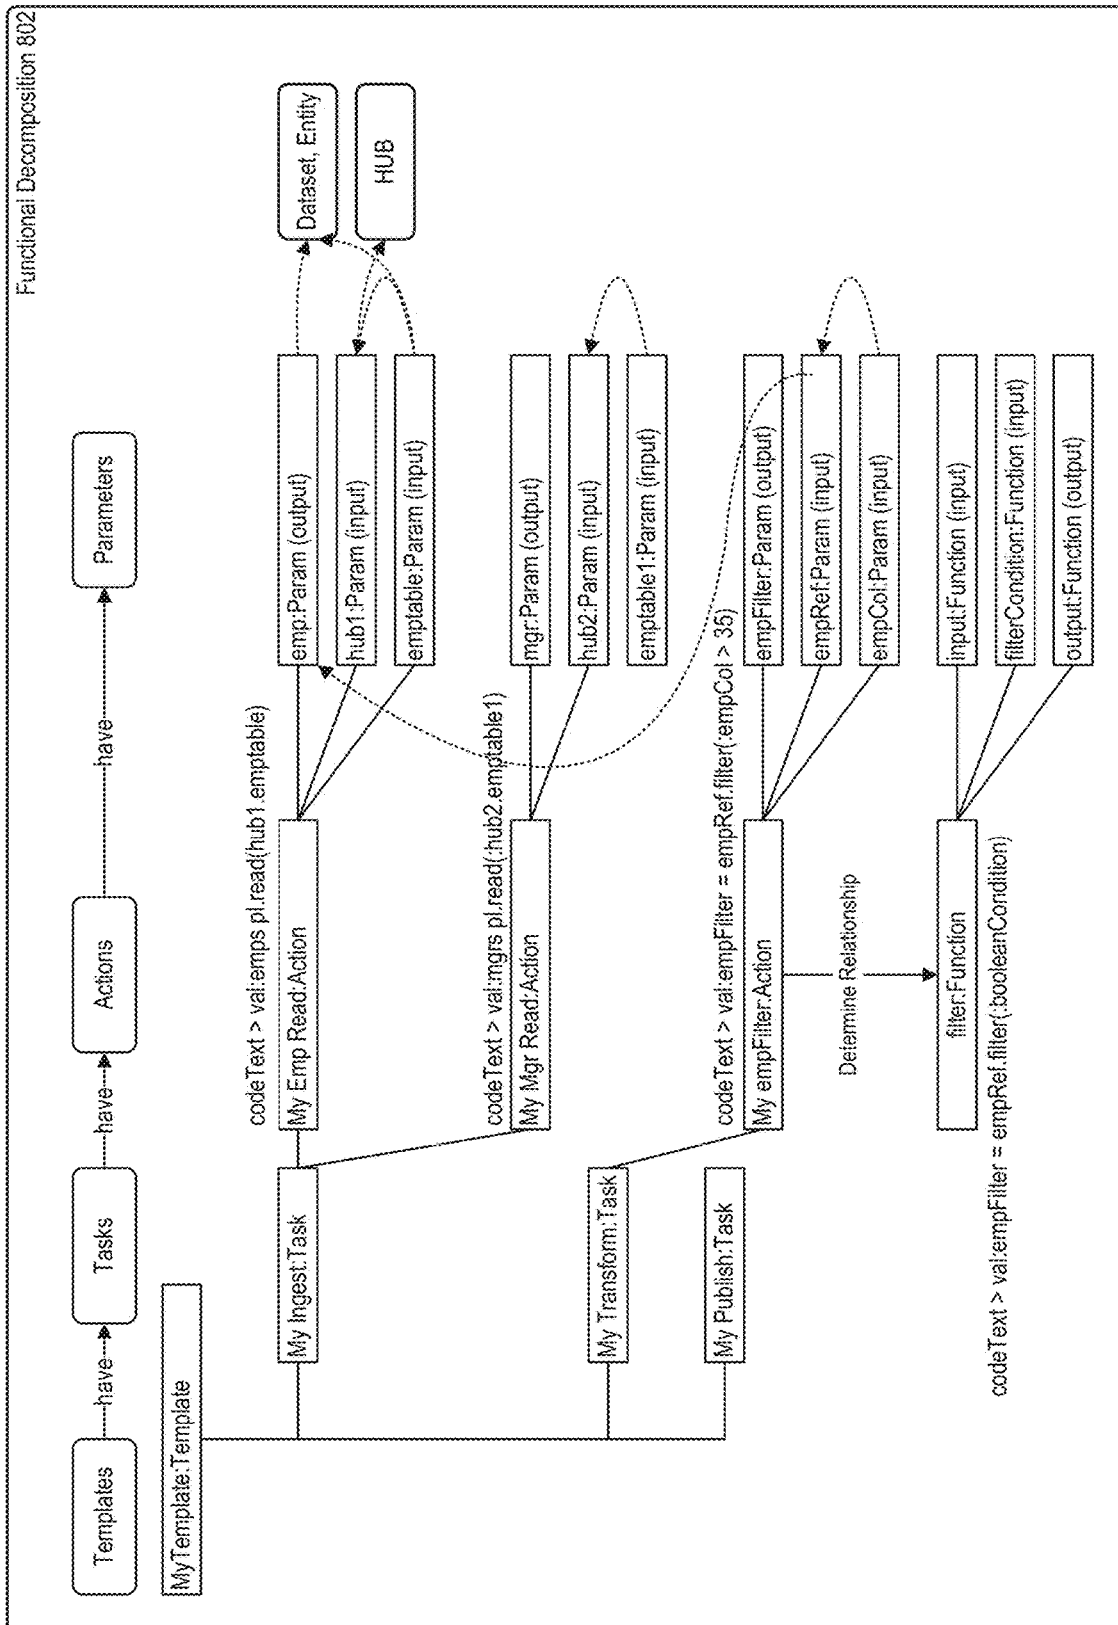 Functional Decomposition 802
Templates
have
Tasks
have
Actions
have
Parameters
MyTemplate:Template
codeText > val:emps pl.read(hub1.emptable)
My Ingest:Task
My Emp Read:Action
emp:Param (output)
Dataset, Entity
hub1:Param (input)
HUB
emptable:Param (input)
codeText > val:mgrs pl.read(:hub2.emptable1)
My Mgr Read:Action
mgr:Param (output)
hub2:Param (input)
My Transform:Task
emptable1:Param (input)
codeText > val:empFilter = empRef.filter(:empCol > 35)
My Publish:Task
My empFilter:Action
empFilter:Param (output)
empRef:Param (input)
empCol:Param (input)
Determine Relationship
filter:Function
input:Function (input)
filterCondition:Function (input)
output:Function (output)
codeText > val:empFilter = empRef.filter(:booleanCondition)